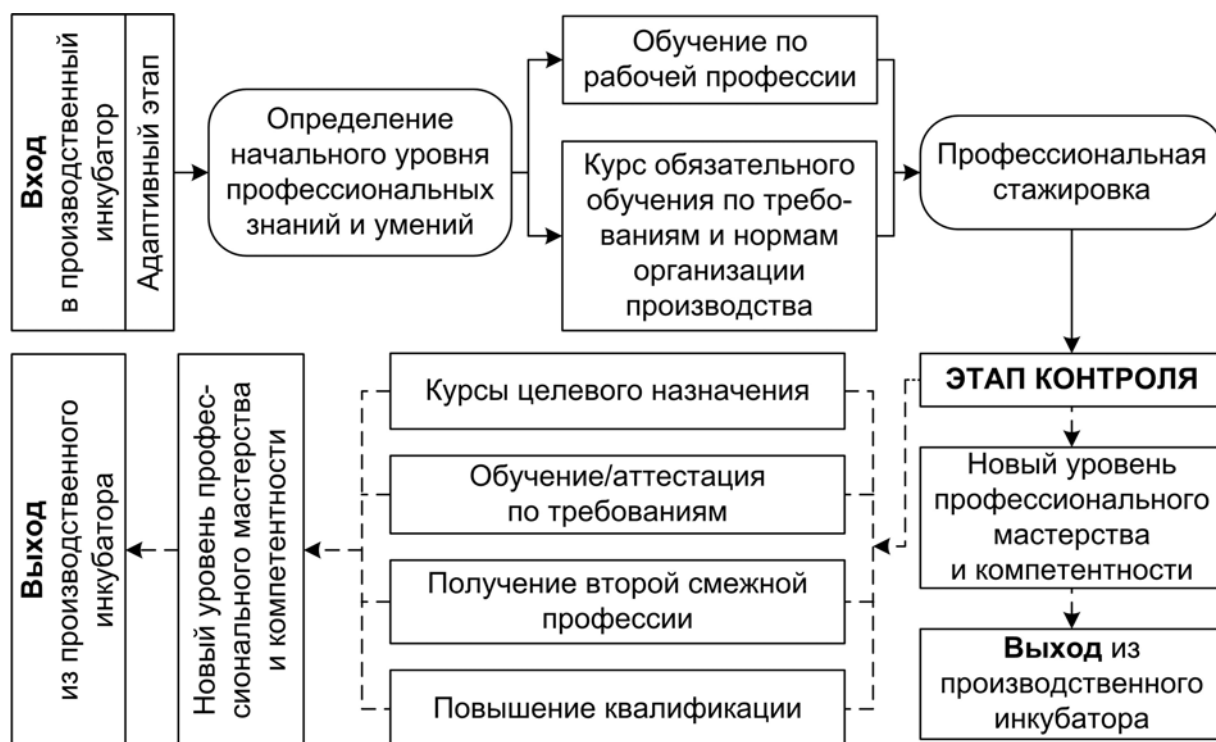 Вход
в производственный
инкубатор
Адаптивный этап
Определение
начального уровня
профессиональных
знаний и умений
Обучение по
рабочей профессии
Курс обязательного
обучения по требо-
ваниям и нормам
организации
производства
Профессиональная
стажировка
ЭТАП КОНТРОЛЯ
Новый уровень
профессионального
мастерства
и компетентности
Выход из
производственного
инкубатора
Курсы целевого назначения
Обучение/аттестация
по требованиям
Получение второй смежной
профессии
Повышение квалификации
Новый уровень профес-
сионального мастерства
и компетентности
Выход
из производственного
инкубатора